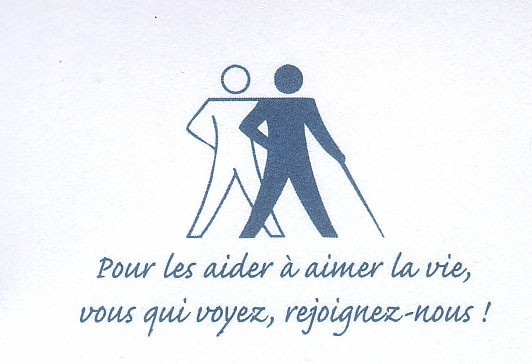 Pour les aider à aimer la vie,
vous qui voyez, rejoignez-nous !